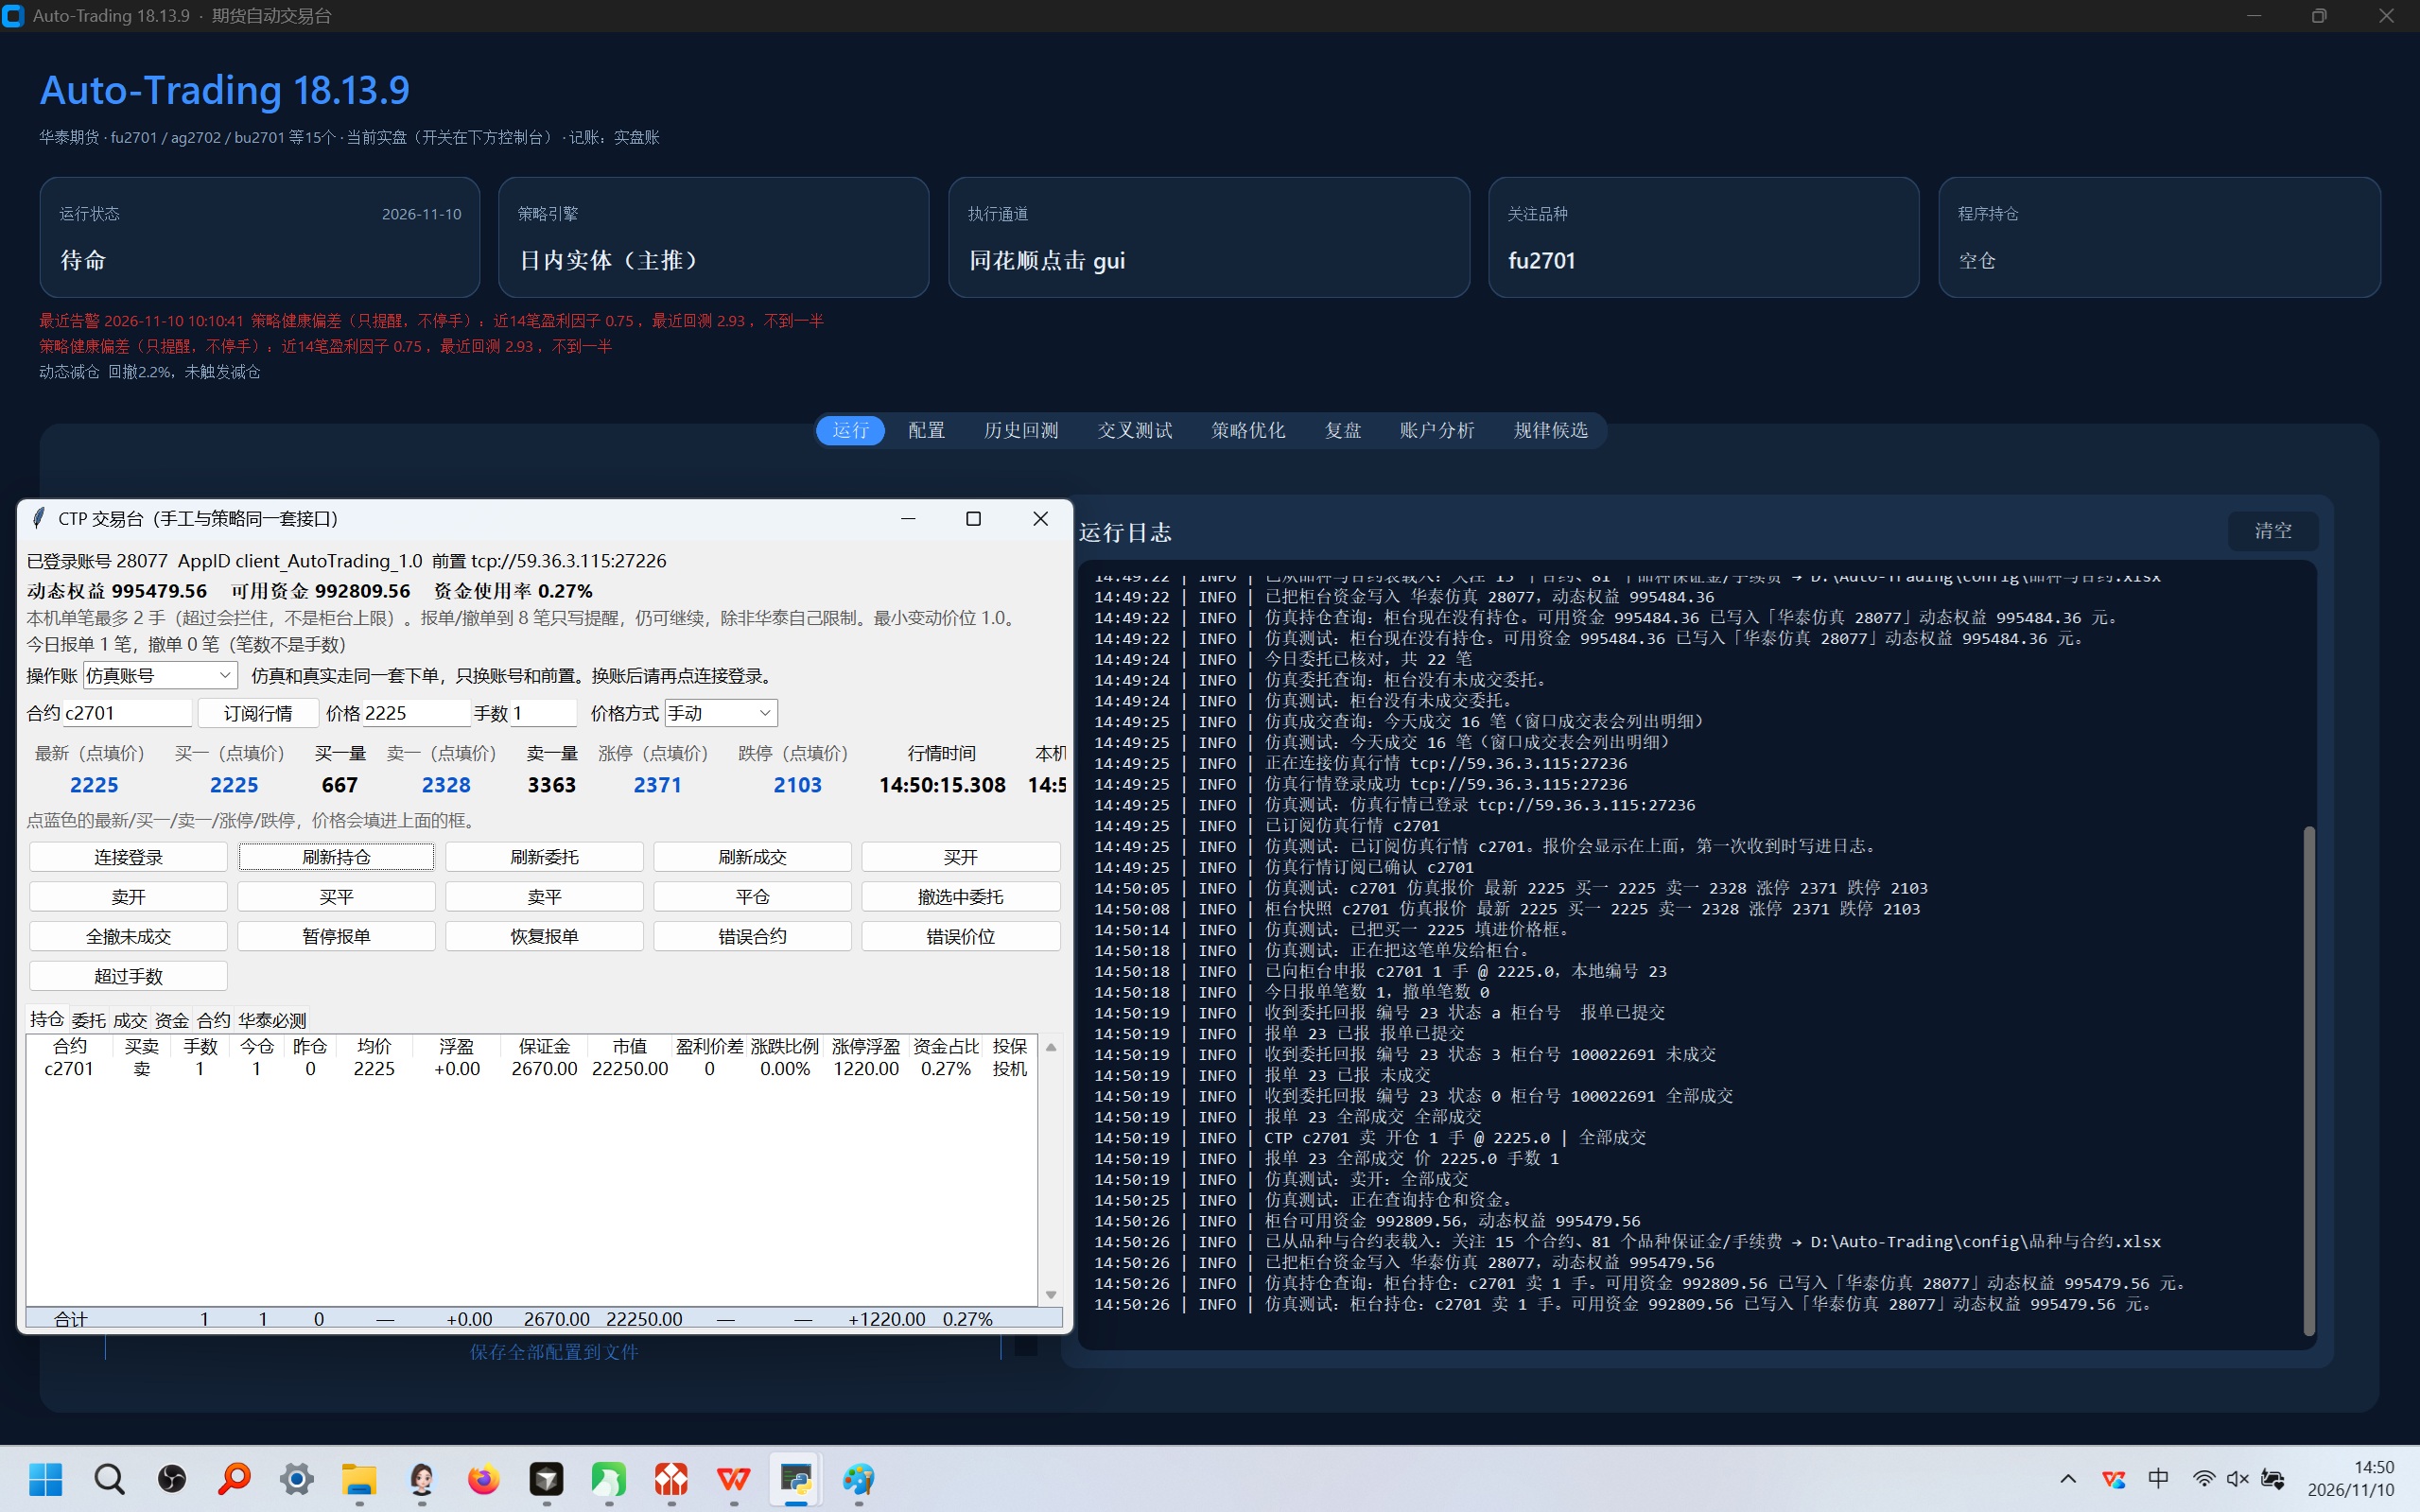 Auto-Trading 18.13.9 · 期货自动交易台
Auto-Trading 18.13.9
华泰期货 · fu2701 / ag2702 / bu2701 等15个 · 当前实盘（开关在下方控制台） · 记账：实盘账
运行状态 2026-11-10
待命
策略引擎
日内实体（主推）
执行通道
同花顺点击 gui
关注品种
fu2701
程序持仓
空仓
最近告警 2026-11-10 10:10:41 策略健康偏差（只提醒，不停手）：近14笔盈利因子 0.75 ，最近回测 2.93 ，不到一半
策略健康偏差（只提醒，不停手）：近14笔盈利因子 0.75 ，最近回测 2.93 ，不到一半
动态减仓 回撤2.2%，未触发减仓
运行 配置 历史回测 交叉测试 策略优化 复盘 账户分析 规律候选
CTP 交易台（手工与策略同一套接口）
已登录账号 28077 AppID client_AutoTrading_1.0 前置 tcp://59.36.3.115:27226
动态权益 995479.56 可用资金 992809.56 资金使用率 0.27%
本机单笔最多 2 手（超过会拦住，不是柜台上限）。报单/撤单到 8 笔只写提醒，仍可继续，除非华泰自己限制。最小变动价位 1.0。
今日报单 1 笔，撤单 0 笔（笔数不是手数）
操作账 仿真账号 仿真和真实走同一套下单，只换账号和前置。换账后请再点连接登录。
合约 c2701 订阅行情 价格 2225 手数 1 价格方式 手动
最新（点填价） 买一（点填价） 买一量 卖一（点填价） 卖一量 涨停（点填价） 跌停（点填价） 行情时间 本机
2225 2225 667 2328 3363 2371 2103 14:50:15.308 14:5
点蓝色的最新/买一/卖一/涨停/跌停，价格会填进上面的框。
连接登录 刷新持仓 刷新委托 刷新成交 买开
卖开 买平 卖平 平仓 撤选中委托
全撤未成交 暂停报单 恢复报单 错误合约 错误价位
超过手数
持仓 委托 成交 资金 合约 华泰必测
合约 买卖 手数 今仓 昨仓 均价 浮盈 保证金 市值 盈利价差 涨跌比例 涨停浮盈 资金占比 投保
c2701 卖 1 1 0 2225 +0.00 2670.00 22250.00 0 0.00% 1220.00 0.27% 投机
合计 1 1 0 — +0.00 2670.00 22250.00 — — +1220.00 0.27%
保存全部配置到文件
运行日志 清空
14:49:22 | INFO | 已从品种与合约表载入：关注 15 个合约、81 个品种保证金/手续费 → D:\Auto-Trading\config\品种与合约.xlsx
14:49:22 | INFO | 已把柜台资金写入 华泰仿真 28077，动态权益 995484.36
14:49:22 | INFO | 仿真持仓查询：柜台现在没有持仓。可用资金 995484.36 已写入「华泰仿真 28077」动态权益 995484.36 元。
14:49:22 | INFO | 仿真测试：柜台现在没有持仓。可用资金 995484.36 已写入「华泰仿真 28077」动态权益 995484.36 元。
14:49:24 | INFO | 今日委托已核对，共 22 笔
14:49:24 | INFO | 仿真委托查询：柜台没有未成交委托。
14:49:24 | INFO | 仿真测试：柜台没有未成交委托。
14:49:25 | INFO | 仿真成交查询：今天成交 16 笔（窗口成交表会列出明细）
14:49:25 | INFO | 仿真测试：今天成交 16 笔（窗口成交表会列出明细）
14:49:25 | INFO | 正在连接仿真行情 tcp://59.36.3.115:27236
14:49:25 | INFO | 仿真行情登录成功 tcp://59.36.3.115:27236
14:49:25 | INFO | 仿真测试：仿真行情已登录 tcp://59.36.3.115:27236
14:49:25 | INFO | 已订阅仿真行情 c2701
14:49:25 | INFO | 仿真测试：已订阅仿真行情 c2701。报价会显示在上面，第一次收到时写进日志。
14:49:25 | INFO | 仿真行情订阅已确认 c2701
14:50:05 | INFO | 仿真测试：c2701 仿真报价 最新 2225 买一 2225 卖一 2328 涨停 2371 跌停 2103
14:50:08 | INFO | 柜台快照 c2701 仿真报价 最新 2225 买一 2225 卖一 2328 涨停 2371 跌停 2103
14:50:14 | INFO | 仿真测试：已把买一 2225 填进价格框。
14:50:18 | INFO | 仿真测试：正在把这笔单发给柜台。
14:50:18 | INFO | 已向柜台申报 c2701 1 手 @ 2225.0，本地编号 23
14:50:18 | INFO | 今日报单笔数 1，撤单笔数 0
14:50:19 | INFO | 收到委托回报 编号 23 状态 a 柜台号 报单已提交
14:50:19 | INFO | 报单 23 已报 报单已提交
14:50:19 | INFO | 收到委托回报 编号 23 状态 3 柜台号 100022691 未成交
14:50:19 | INFO | 报单 23 已报 未成交
14:50:19 | INFO | 收到委托回报 编号 23 状态 0 柜台号 100022691 全部成交
14:50:19 | INFO | 报单 23 全部成交 全部成交
14:50:19 | INFO | CTP c2701 卖 开仓 1 手 @ 2225.0 | 全部成交
14:50:19 | INFO | 报单 23 全部成交 价 2225.0 手数 1
14:50:19 | INFO | 仿真测试：卖开：全部成交
14:50:25 | INFO | 仿真测试：正在查询持仓和资金。
14:50:26 | INFO | 柜台可用资金 992809.56，动态权益 995479.56
14:50:26 | INFO | 已从品种与合约表载入：关注 15 个合约、81 个品种保证金/手续费 → D:\Auto-Trading\config\品种与合约.xlsx
14:50:26 | INFO | 已把柜台资金写入 华泰仿真 28077，动态权益 995479.56
14:50:26 | INFO | 仿真持仓查询：柜台持仓：c2701 卖 1 手。可用资金 992809.56 已写入「华泰仿真 28077」动态权益 995479.56 元。
14:50:26 | INFO | 仿真测试：柜台持仓：c2701 卖 1 手。可用资金 992809.56 已写入「华泰仿真 28077」动态权益 995479.56 元。
中
14:50
2026/11/10